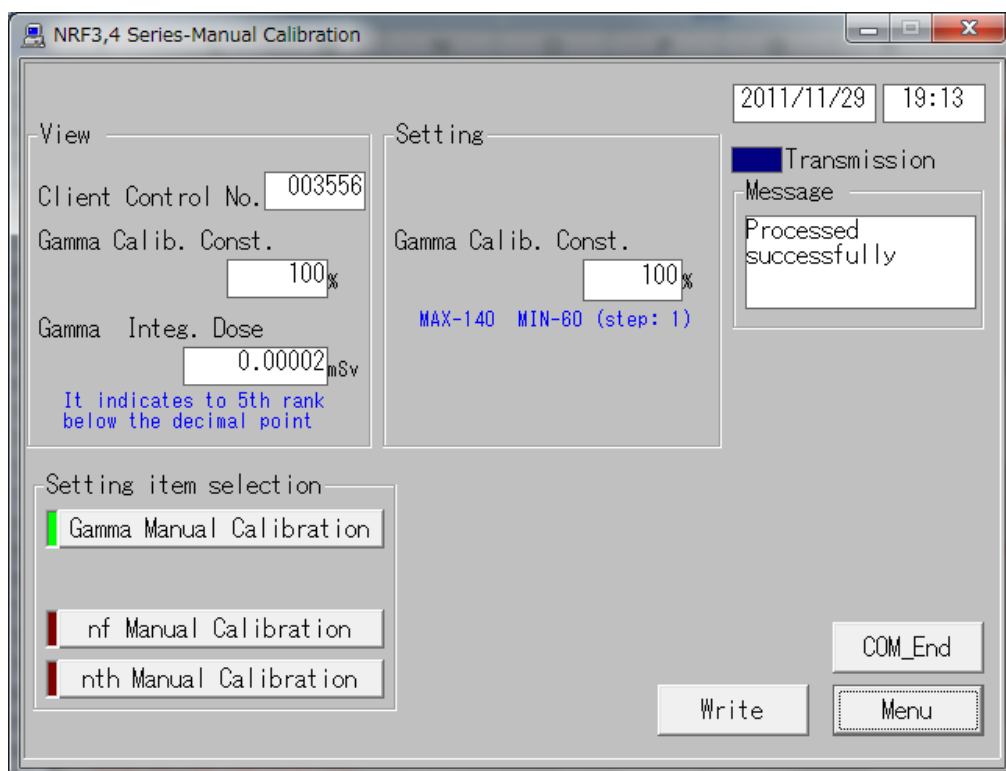 NRF3,4 Series-Manual Calibration
2011/11/29 19:13
View
Client Control No. 003556
Gamma Calib. Const.
100%
Gamma Integ. Dose
0.00002mSv
It indicates to 5th rank
below the decimal point
Setting
Gamma Calib. Const.
100%
MAX-140 MIN-60 (step: 1)
Transmission
Message
Processed
successfully
Setting item selection
Gamma Manual Calibration
nf Manual Calibration
nth Manual Calibration
COM_End
Write
Menu